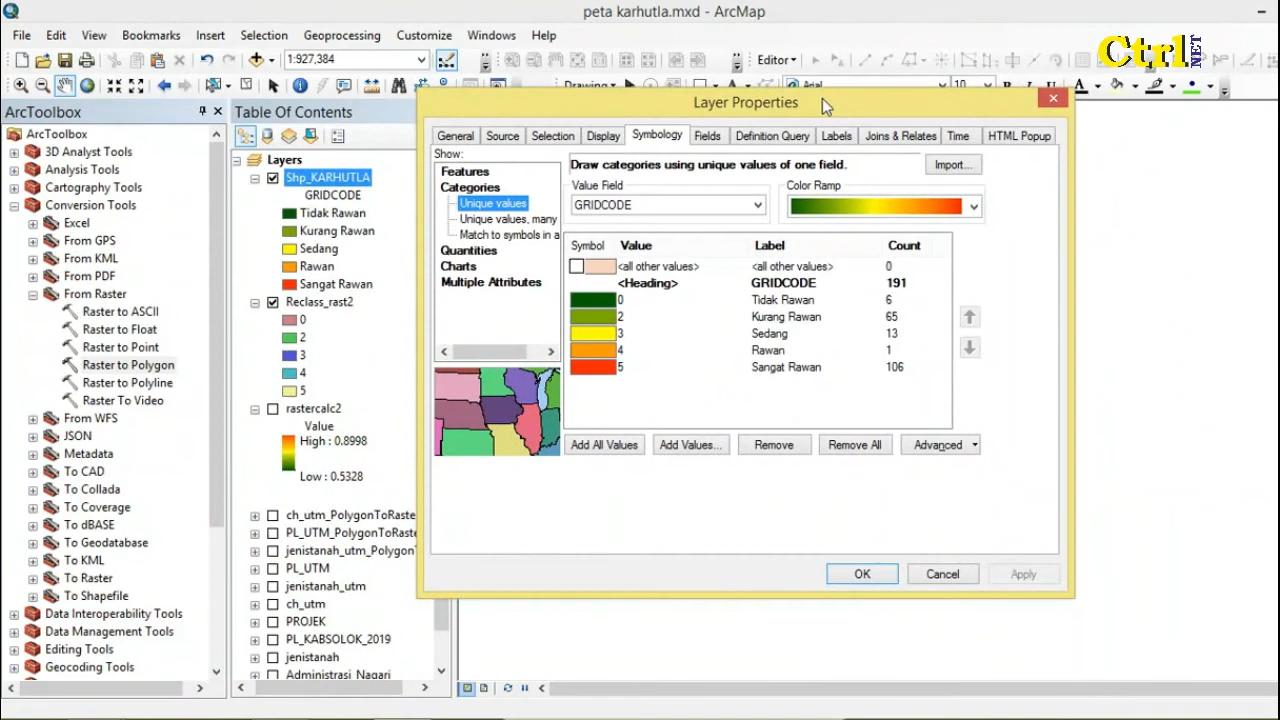 peta karhutla.mxd - ArcMap
File Edit View Bookmarks Insert Selection Geoprocessing Customize Windows Help
1:927,384
Editor
Ctrl.NET
Drawing
Arial
10
ArcToolbox
ArcToolbox
3D Analyst Tools
Analysis Tools
Cartography Tools
Conversion Tools
Excel
From GPS
From KML
From PDF
From Raster
Raster to ASCII
Raster to Float
Raster to Point
Raster to Polygon
Raster to Polyline
Raster To Video
From WFS
JSON
Metadata
To CAD
To Collada
To Coverage
To dBASE
To Geodatabase
To KML
To Raster
To Shapefile
Data Interoperability Tools
Data Management Tools
Editing Tools
Geocoding Tools
Table Of Contents
Layers
Shp_KARHUTLA
GRIDCODE
Tidak Rawan
Kurang Rawan
Sedang
Rawan
Sangat Rawan
Reclass_rast2
0
2
3
4
5
rastercalc2
Value
High : 0.8998
Low : 0.5328
ch_utm_PolygonToRaste
PL_UTM_PolygonToRaste
jenistanah_utm_Polygon
PL_UTM
jenistanah_utm
ch_utm
PROJEK
PL_KABSOLOK_2019
jenistanah
Administrasi_Nagari
Layer Properties
General Source Selection Display Symbology Fields Definition Query Labels Joins & Relates Time HTML Popup
Show:
Features
Categories
Unique values
Unique values, many
Match to symbols in a
Quantities
Charts
Multiple Attributes
Draw categories using unique values of one field.
Import...
Value Field
GRIDCODE
Color Ramp
Symbol Value Label Count
<all other values> <all other values> 0
<Heading> GRIDCODE 191
0 Tidak Rawan 6
2 Kurang Rawan 65
3 Sedang 13
4 Rawan 1
5 Sangat Rawan 106
Add All Values Add Values... Remove Remove All Advanced
OK Cancel Apply